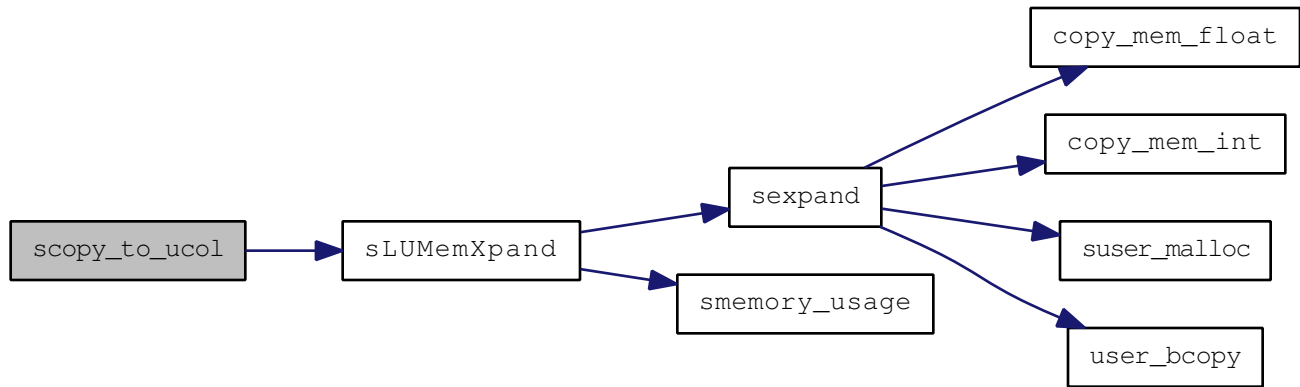 copy_mem_float
copy_mem_int
sexpand
scopy_to_ucol
sLUMemXpand
suser_malloc
smemory_usage
user_bcopy